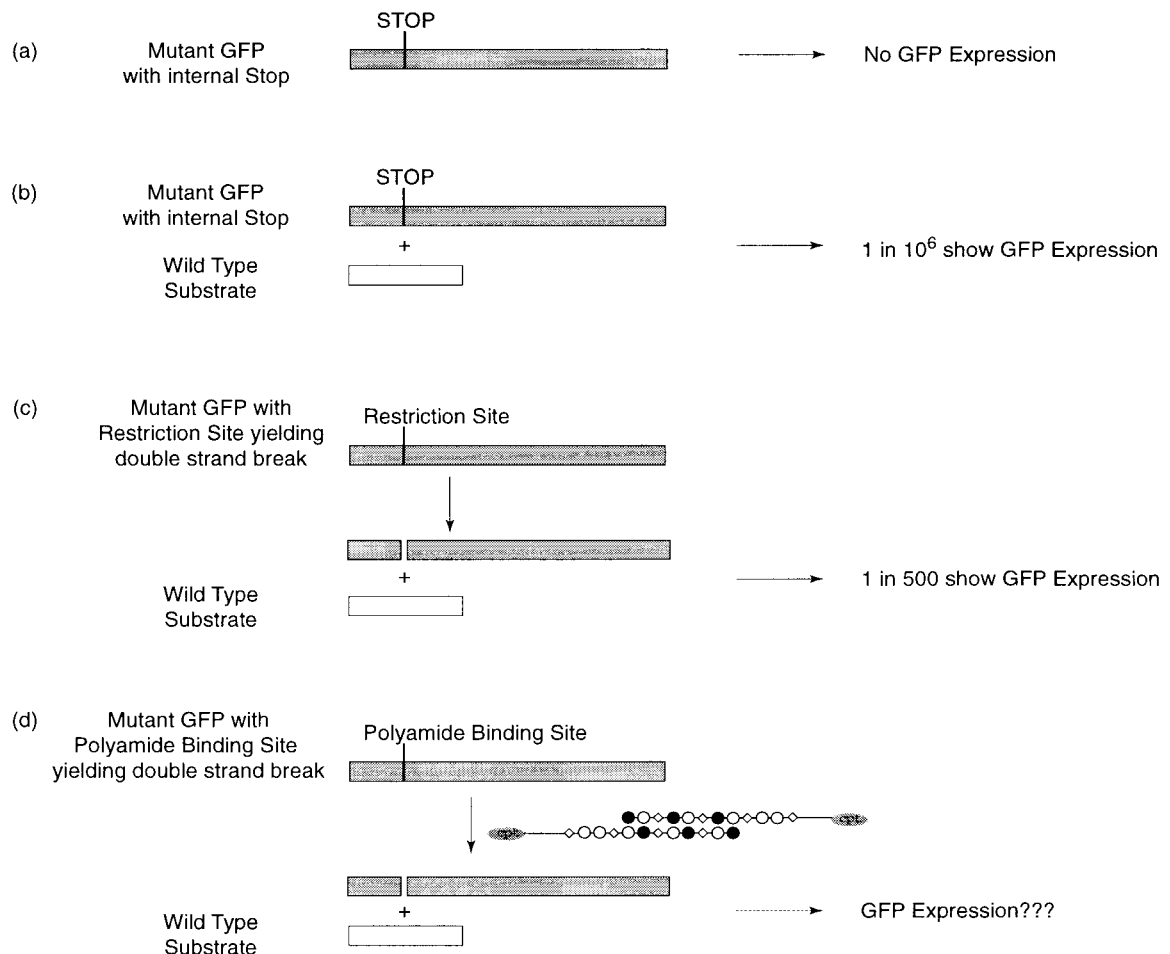 (a)
Mutant GFP
with internal Stop
STOP
No GFP Expression
(b)
Mutant GFP
with internal Stop
STOP
+
Wild Type
Substrate
1 in 10⁶ show GFP Expression
(c)
Mutant GFP with
Restriction Site yielding
double strand break
Restriction Site
+
Wild Type
Substrate
1 in 500 show GFP Expression
(d)
Mutant GFP with
Polyamide Binding Site
yielding double strand break
Polyamide Binding Site
+
Wild Type
Substrate
GFP Expression???